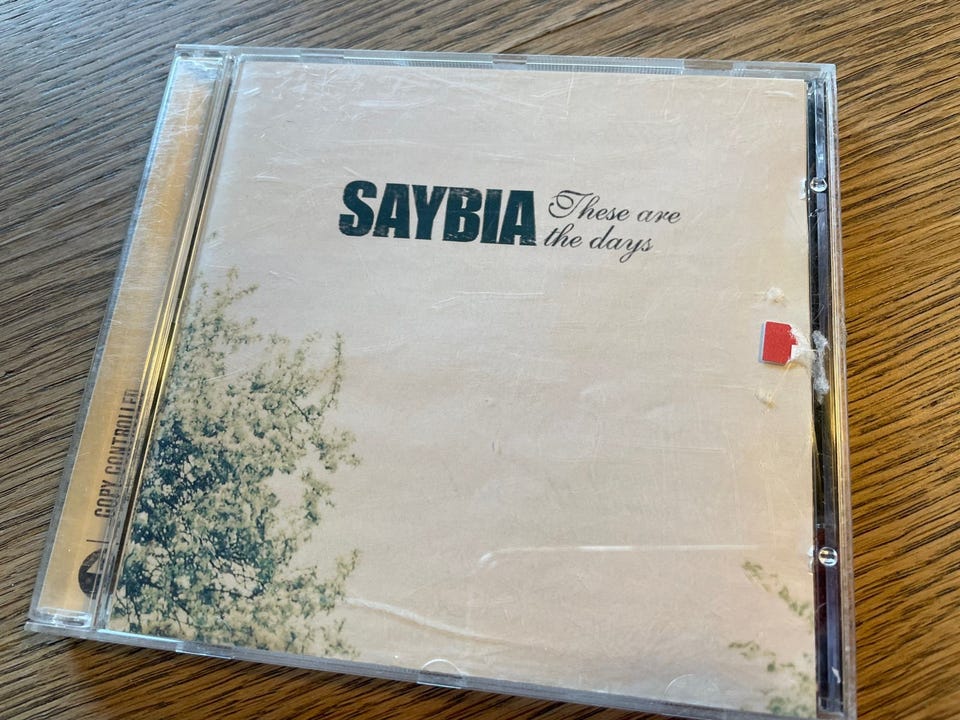 SAYBIA These are
the days
COPY CONTROLLED